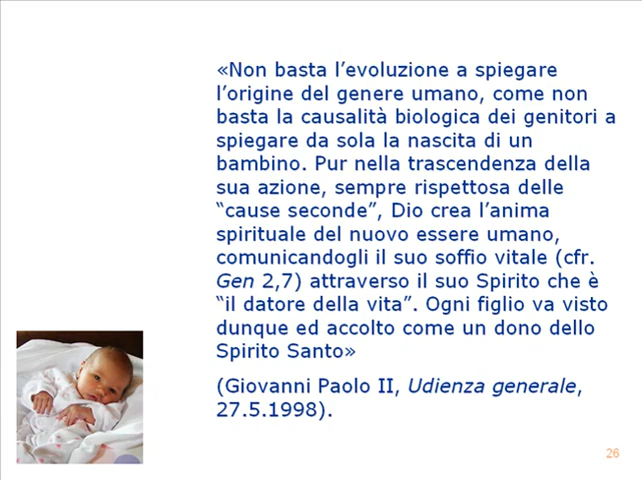 «Non basta l’evoluzione a spiegare
l’origine del genere umano, come non
basta la causalità biologica dei genitori a
spiegare da sola la nascita di un
bambino. Pur nella trascendenza della
sua azione, sempre rispettosa delle
“cause seconde”, Dio crea l’anima
spirituale del nuovo essere umano,
comunicandogli il suo soffio vitale (cfr.
Gen 2,7) attraverso il suo Spirito che è
“il datore della vita”. Ogni figlio va visto
dunque ed accolto come un dono dello
Spirito Santo»
(Giovanni Paolo II, Udienza generale,
27.5.1998).
26